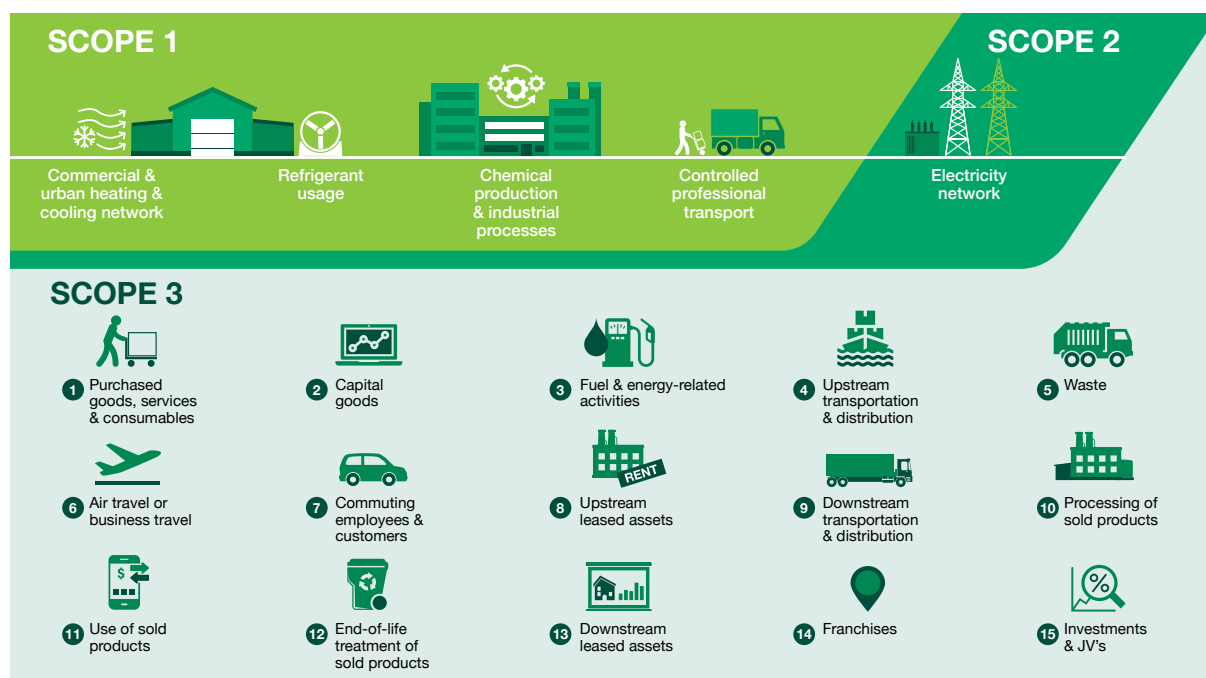 SCOPE 1
SCOPE 2
Commercial &
urban heating &
cooling network
Refrigerant
usage
Chemical
production
& industrial
processes
Controlled
professional
transport
Electricity
network
SCOPE 3
1 Purchased
goods, services
& consumables
2 Capital
goods
3 Fuel & energy-related
activities
4 Upstream
transportation
& distribution
5 Waste
6 Air travel or
business travel
7 Commuting
employees &
customers
RENT
8 Upstream
leased assets
9 Downstream
transportation
& distribution
10 Processing of
sold products
$
11 Use of sold
products
12 End-of-life
treatment of
sold products
13 Downstream
leased assets
14 Franchises
%
15 Investments
& JV's